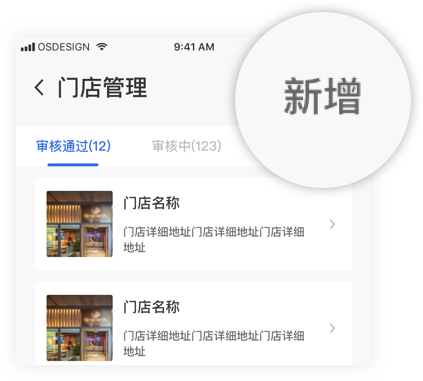 OSDESIGN
9:41 AM
门店管理
新增
审核通过(12)
审核中(123)
门店名称
门店详细地址门店详细地址门店详细
地址
门店名称
门店详细地址门店详细地址门店详细
地址